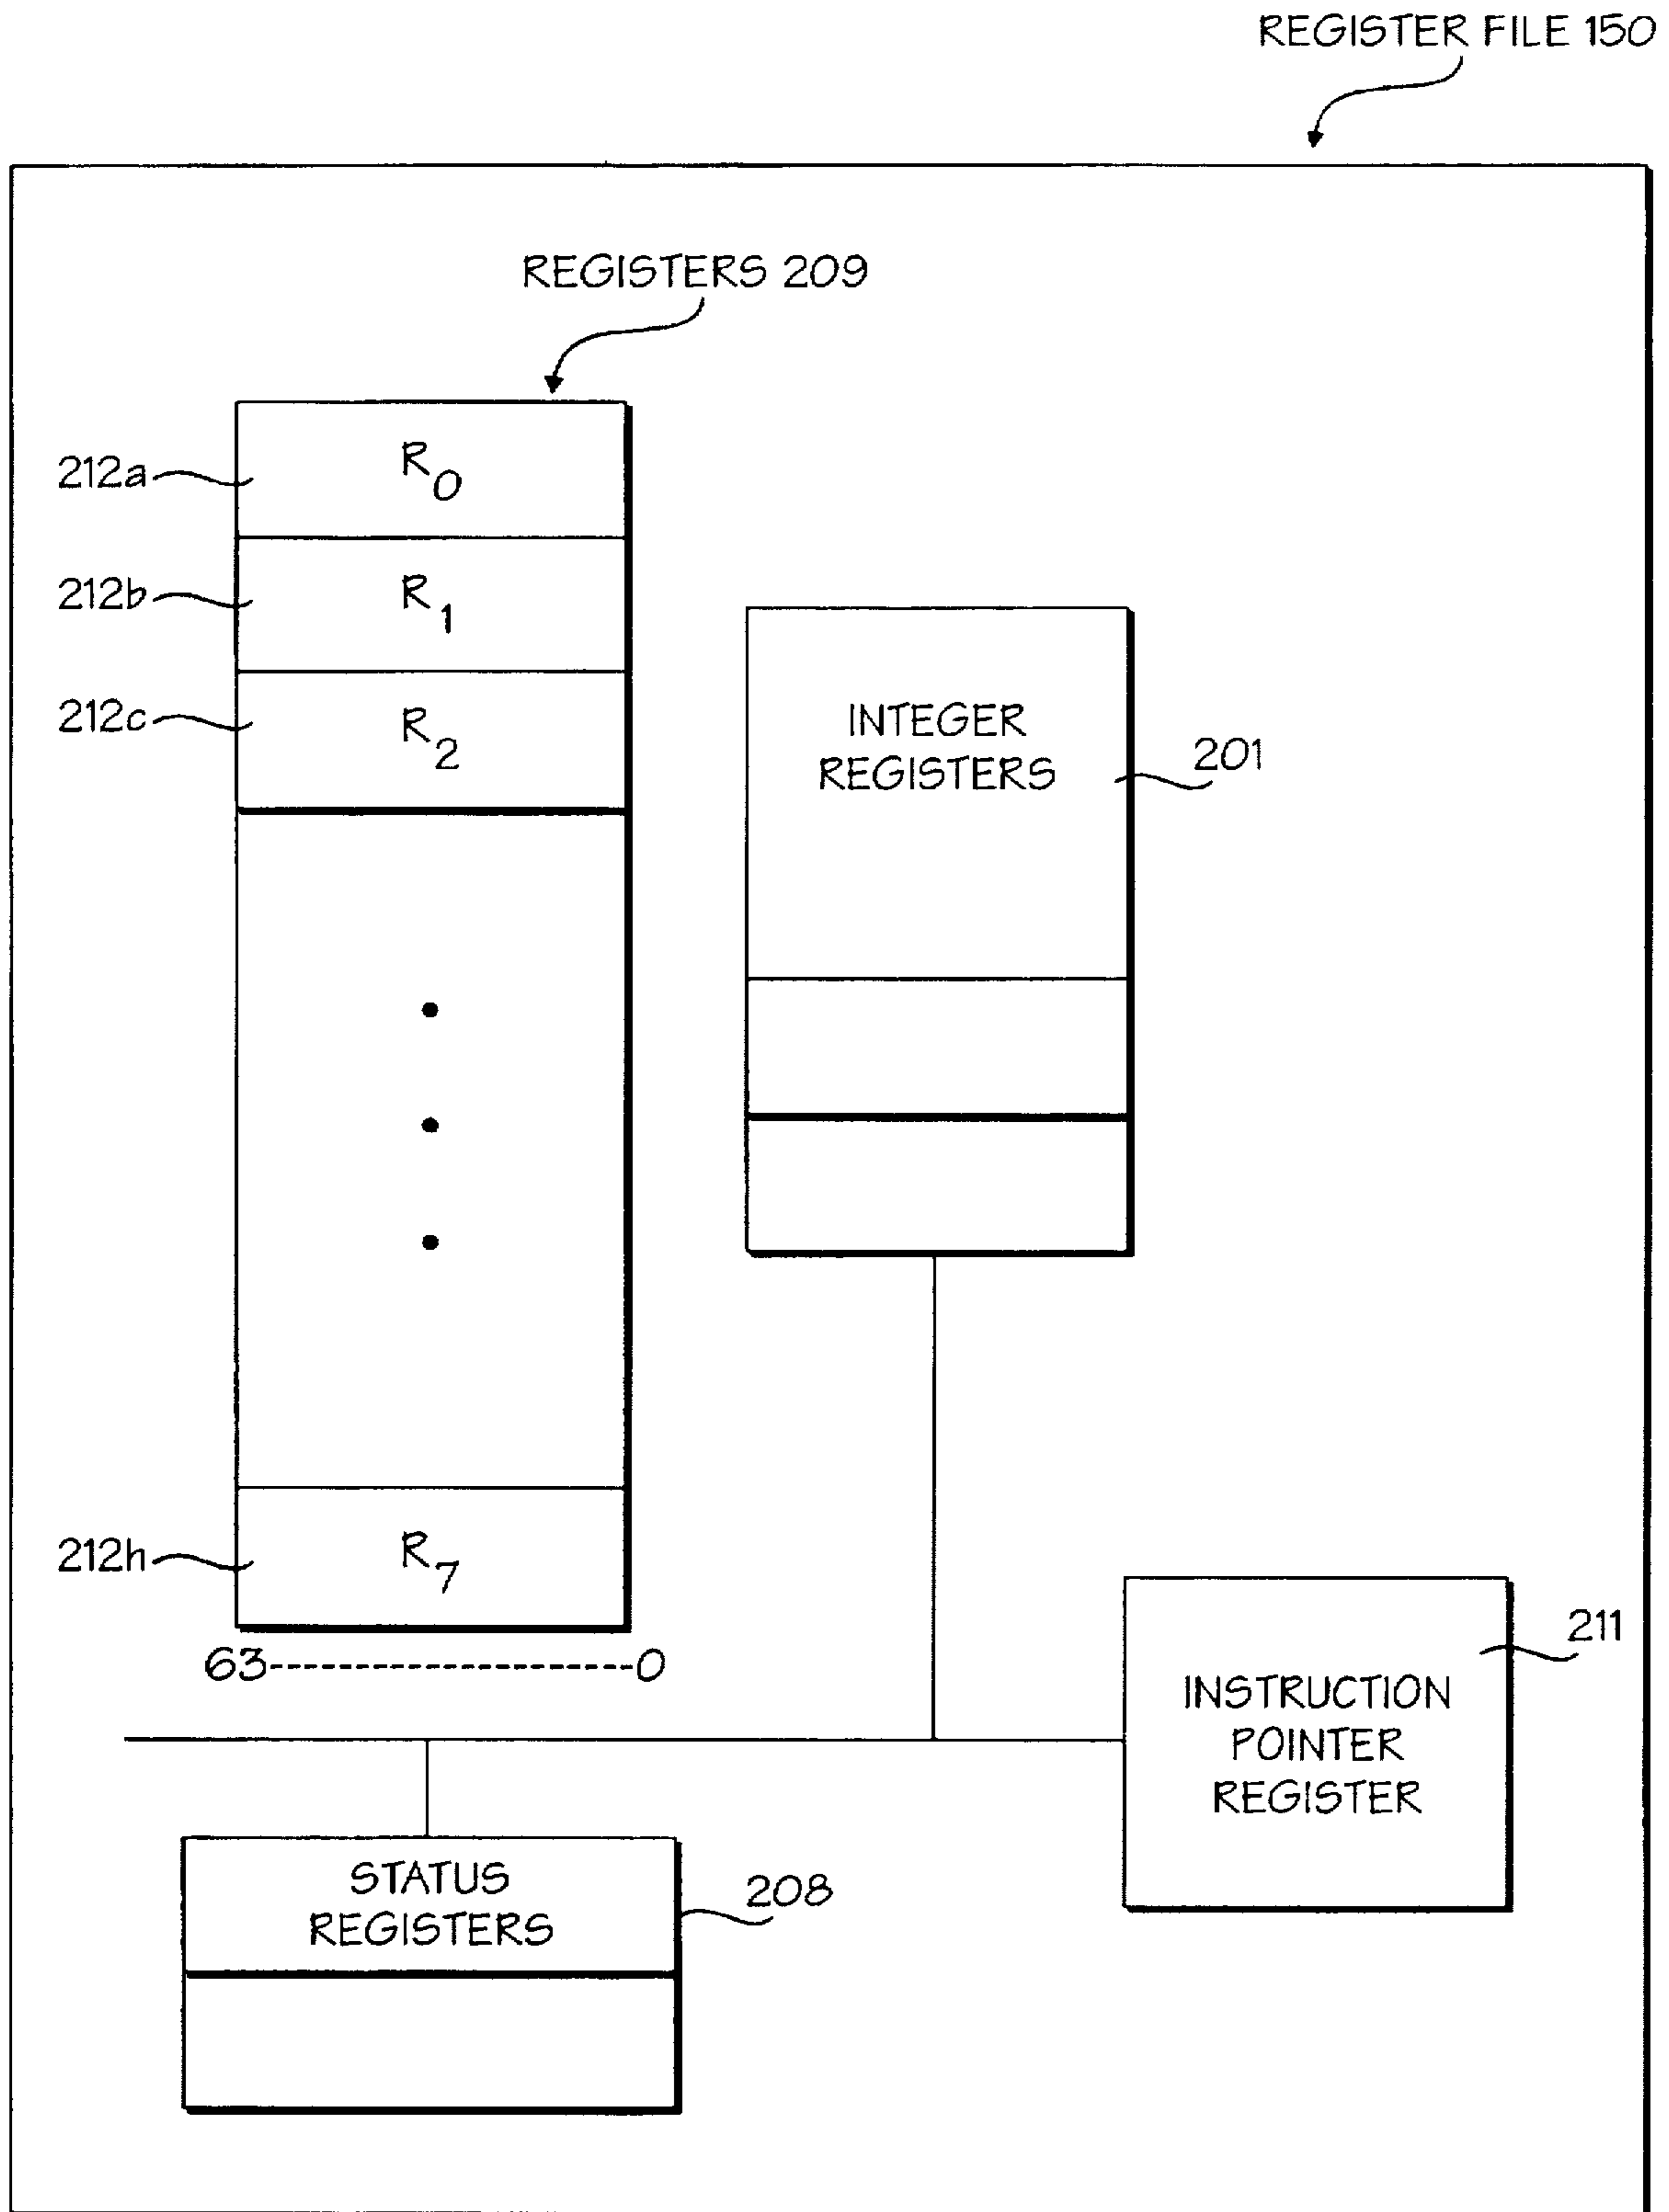 REGISTER FILE 150
REGISTERS 209
212a
R0
212b
R1
212c
R2
INTEGER
REGISTERS
201
212h
R7
63
0
211
INSTRUCTION
POINTER
REGISTER
STATUS
REGISTERS
208